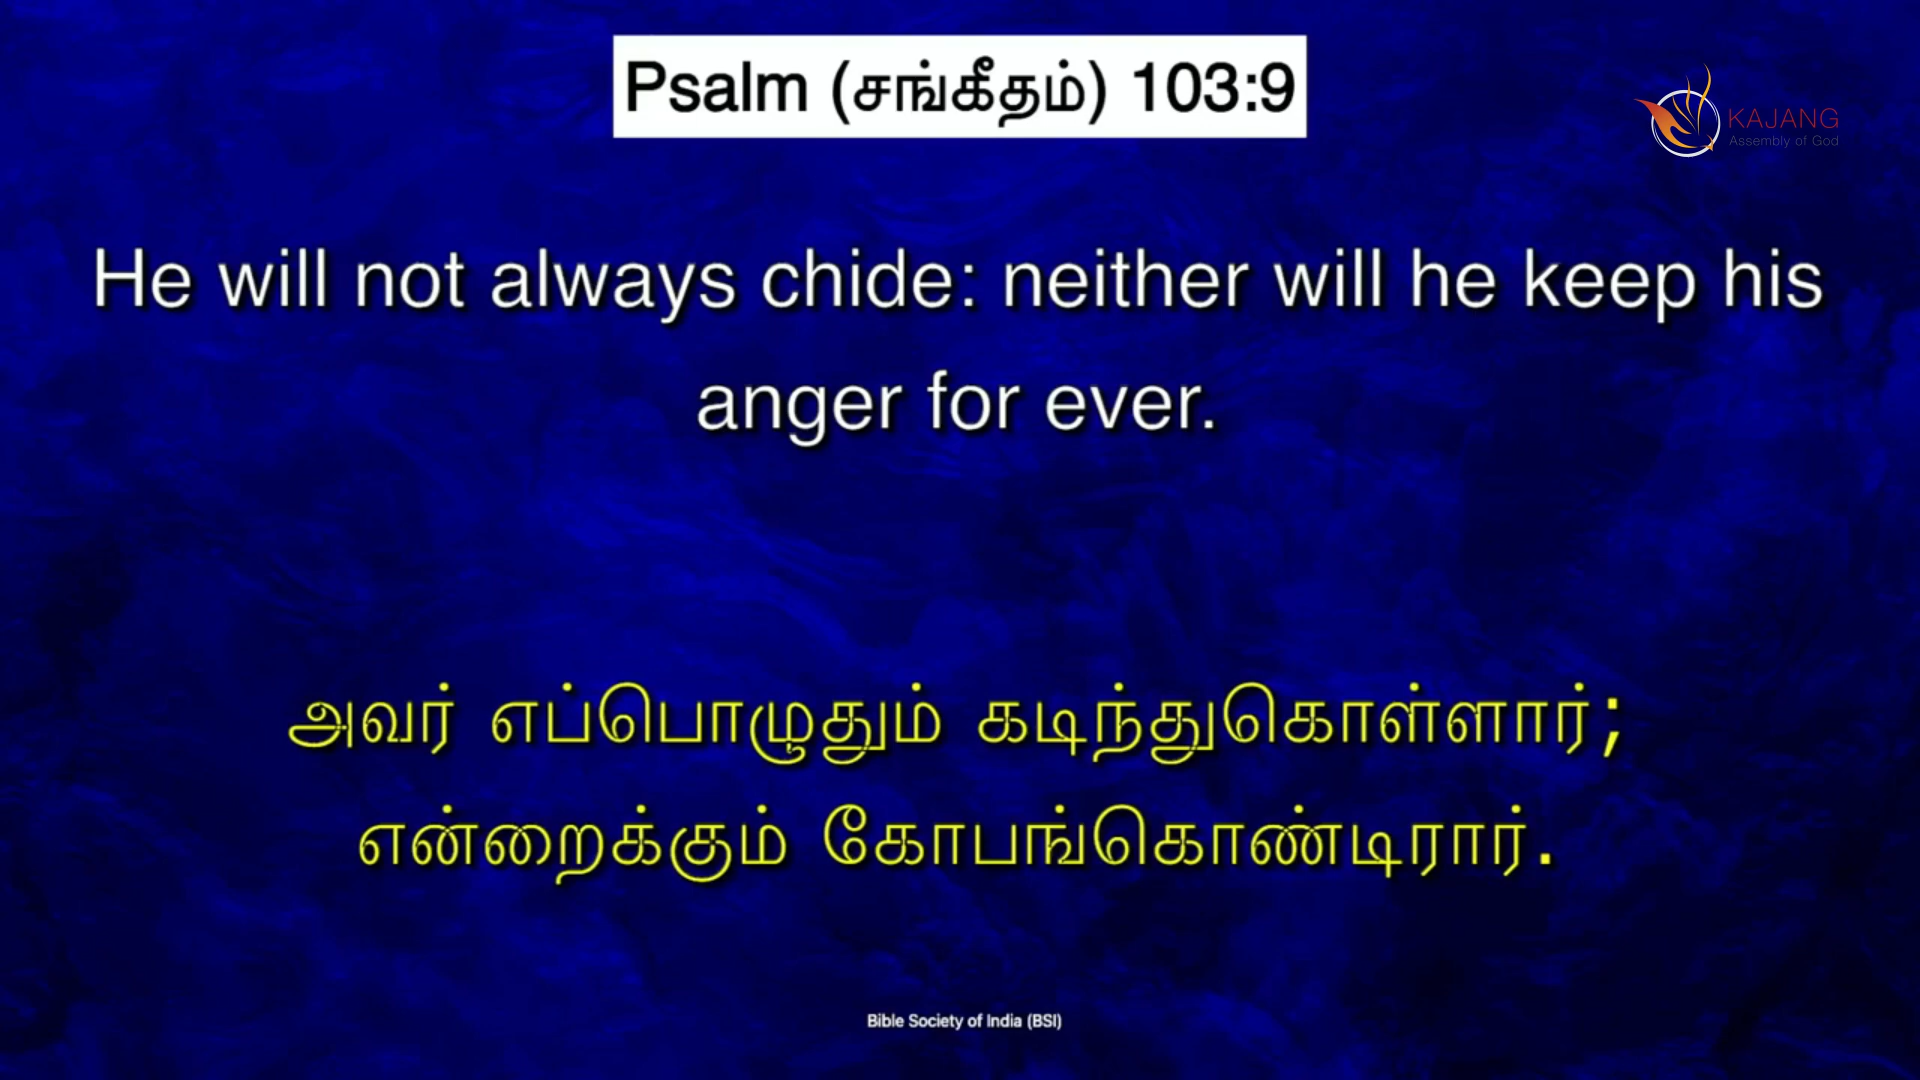 Psalm (சங்கீதம்) 103:9
KAJANG
Assembly of God
He will not always chide: neither will he keep his
anger for ever.
அவர் எப்பொழுதும் கடிந்துகொள்ளார்;
என்றைக்கும் கோபங்கொண்டிரார்.
Bible Society of India (BSI)